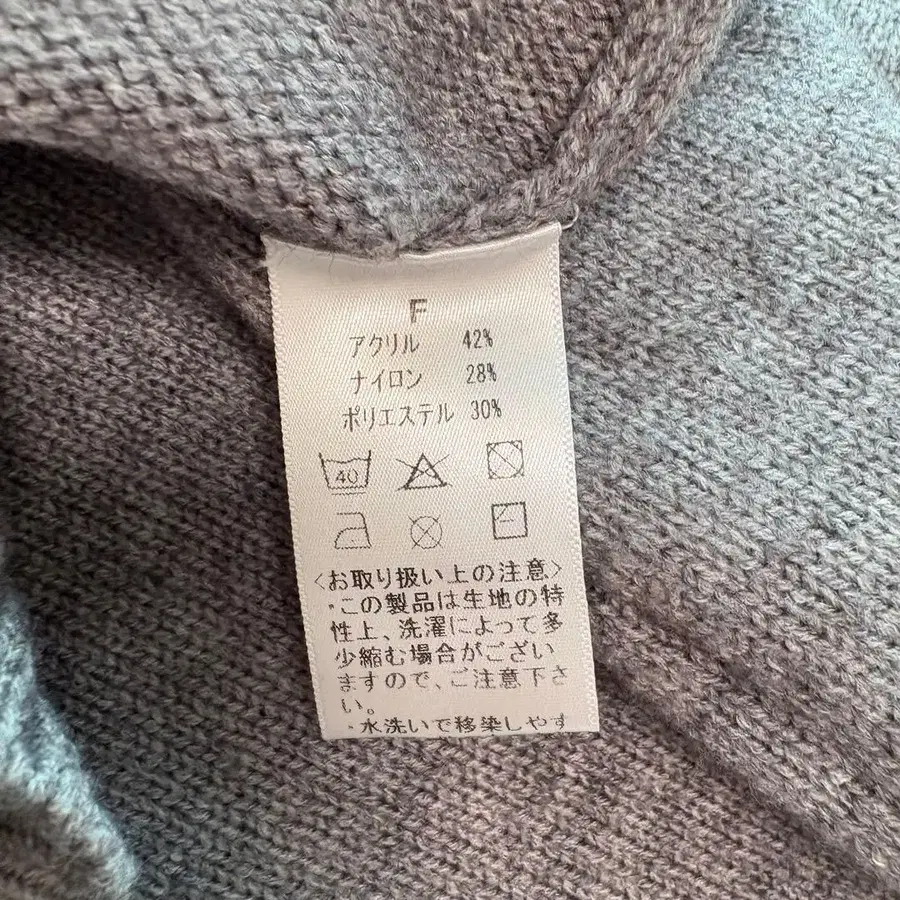 F
アクリル 42%
ナイロン 28%
ポリエステル 30%
40
〈お取り扱い上の注意〉
・この製品は生地の特
性上、洗濯によって多
少縮む場合がござい
ますので、ご注意下さ
い。
・水洗いで移染しやす